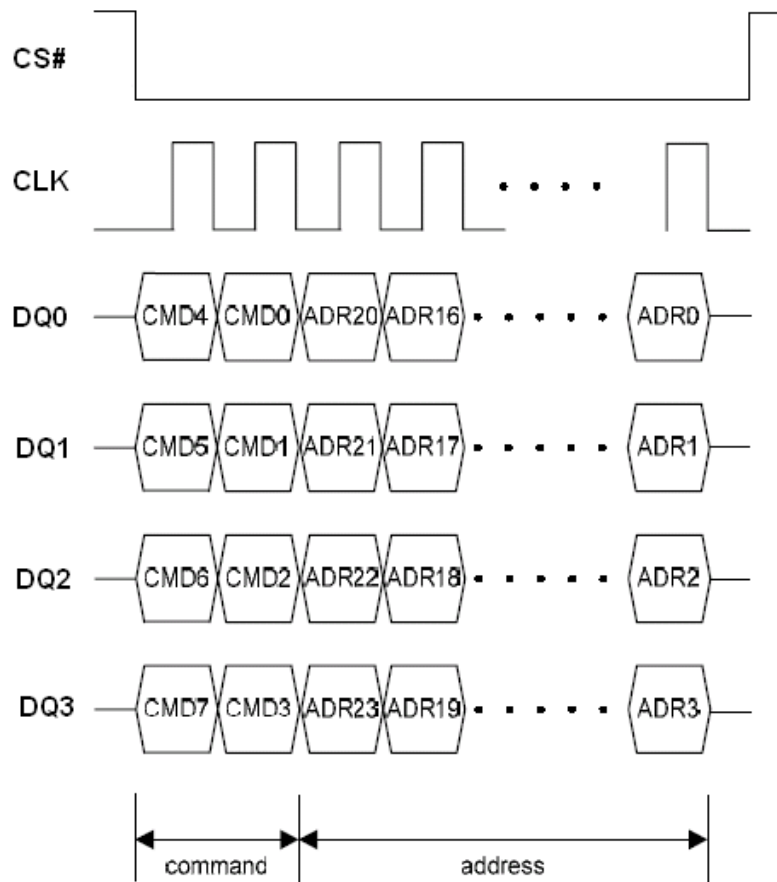 CS#
CLK
DQ0 CMD4 CMD0 ADR20 ADR16 ADR0
DQ1 CMD5 CMD1 ADR21 ADR17 ADR1
DQ2 CMD6 CMD2 ADR22 ADR18 ADR2
DQ3 CMD7 CMD3 ADR23 ADR19 ADR3
command address